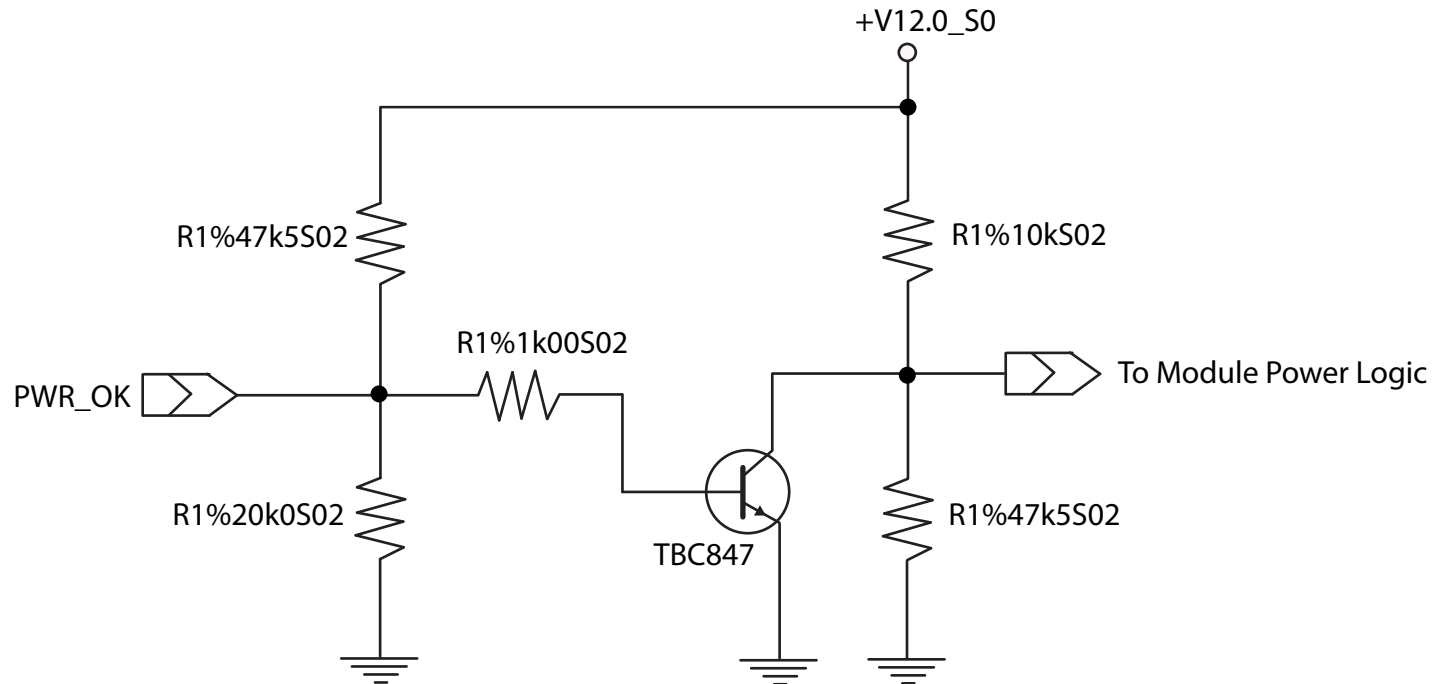 +V12.0_S0
R1%47k5S02
R1%10kS02
R1%1k00S02
PWR_OK
To Module Power Logic
R1%20k0S02
R1%47k5S02
TBC847